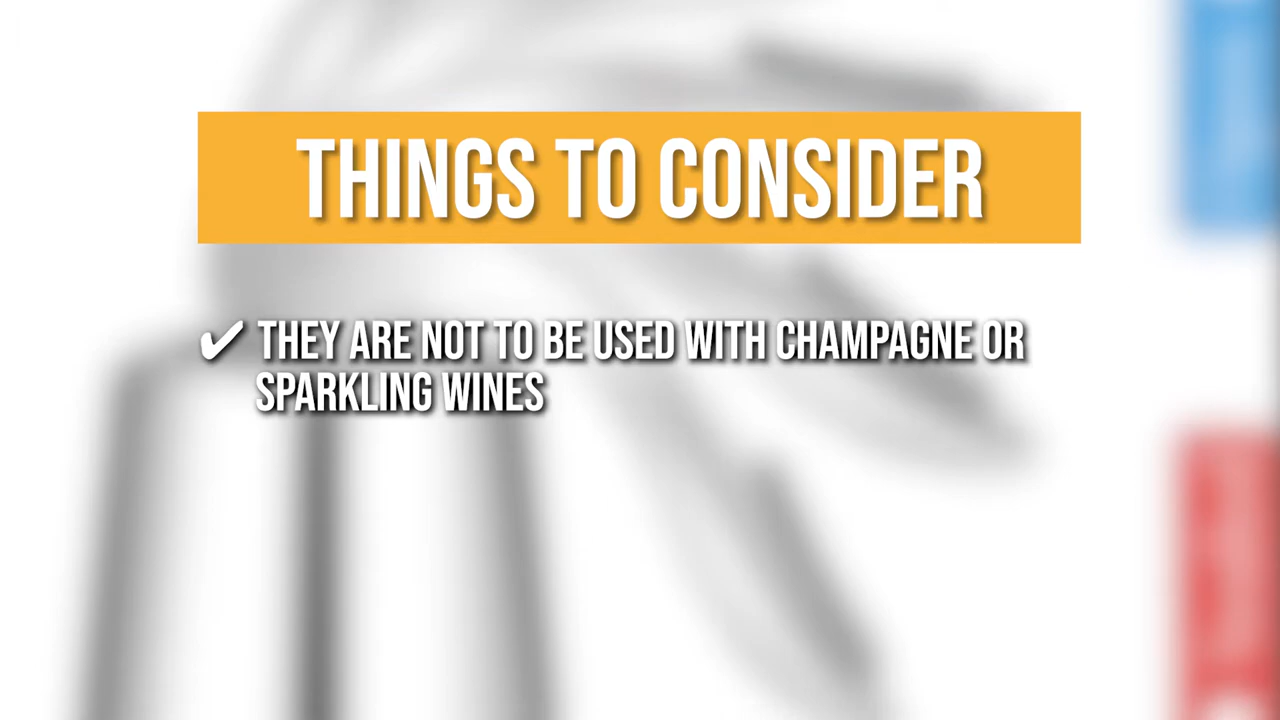 THINGS TO CONSIDER
✔ THEY ARE NOT TO BE USED WITH CHAMPAGNE OR
SPARKLING WINES